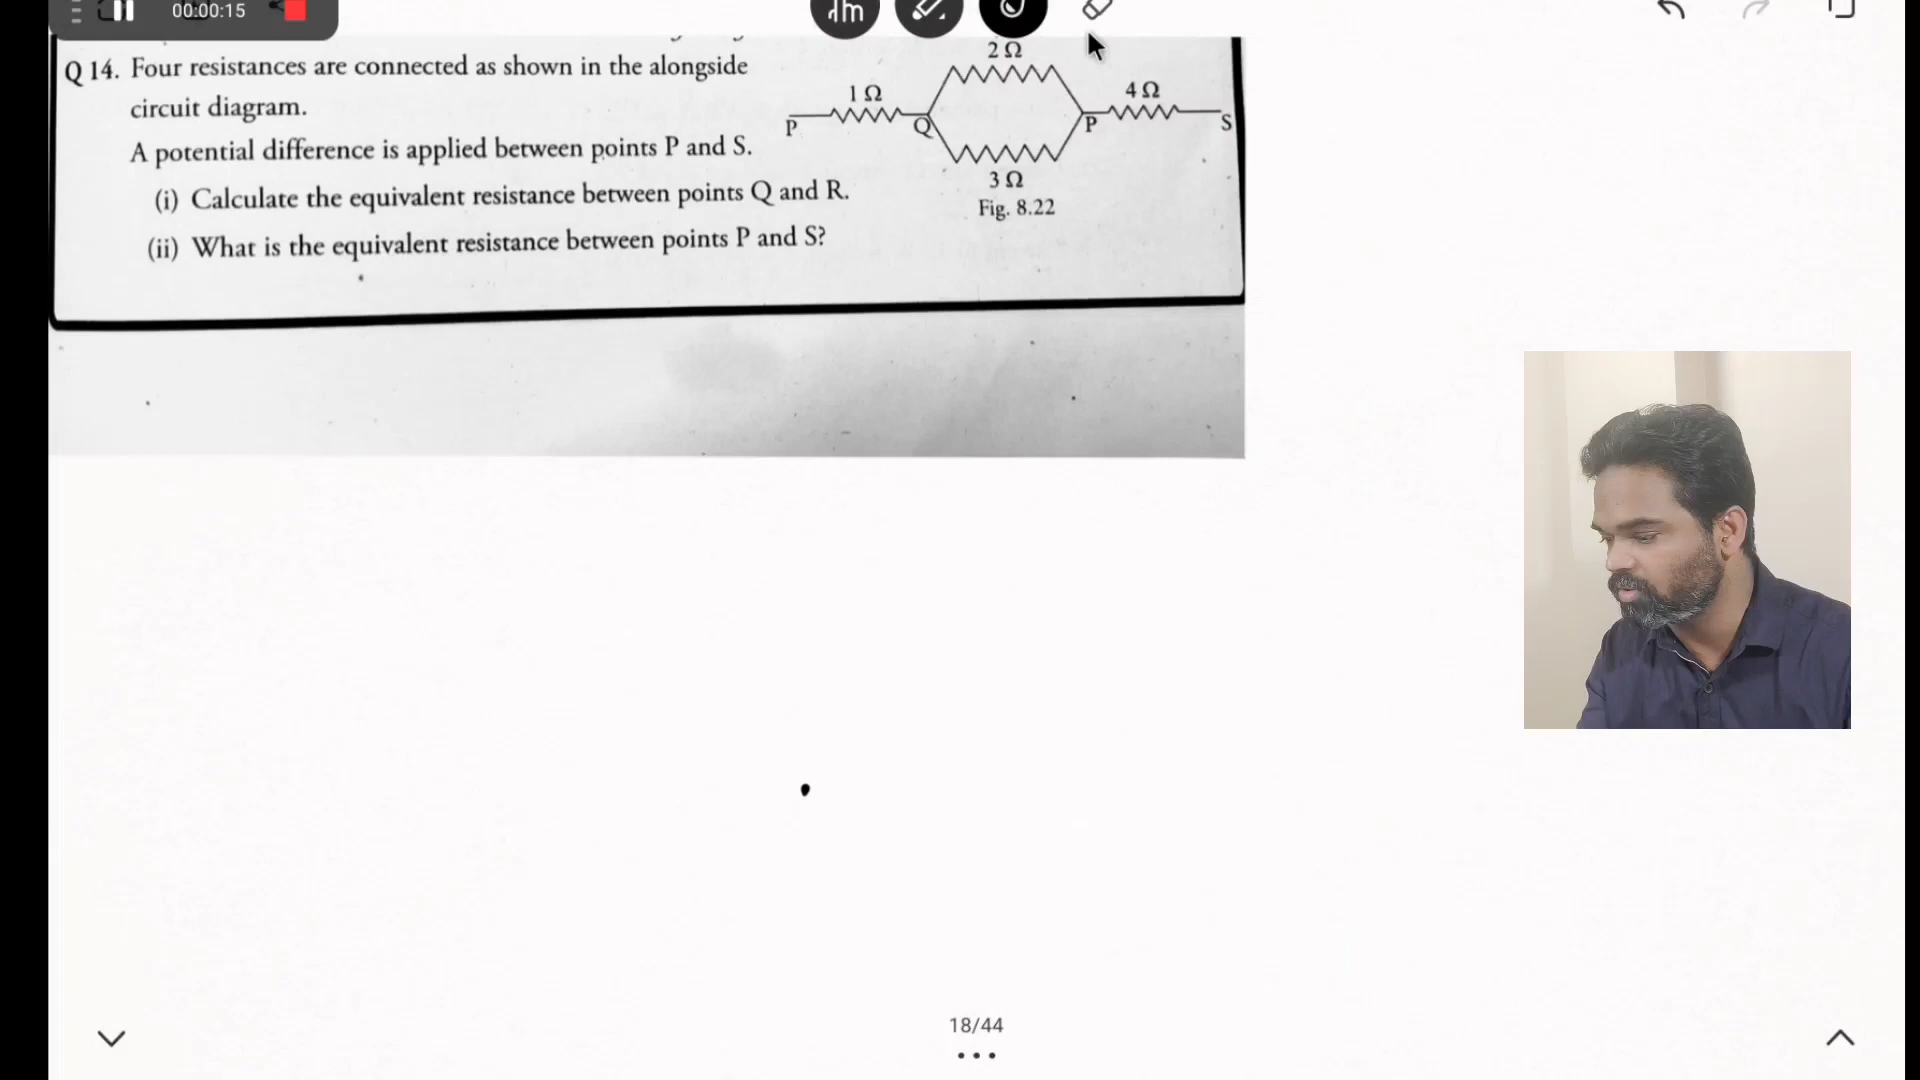 00:00:15
Q 14. Four resistances are connected as shown in the alongside
circuit diagram.
A potential difference is applied between points P and S.
(i) Calculate the equivalent resistance between points Q and R.
(ii) What is the equivalent resistance between points P and S?
2 Ω
1 Ω
4 Ω
P
Q
P
S
3 Ω
Fig. 8.22
18/44